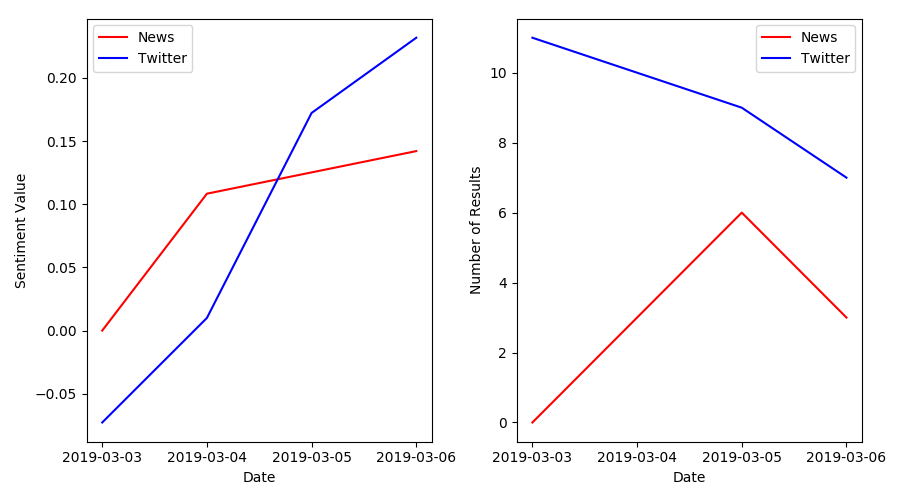 News
Twitter
Sentiment Value
0.20
0.15
0.10
0.05
0.00
−0.05
2019-03-03 2019-03-04 2019-03-05 2019-03-06
Date
News
Twitter
Number of Results
10
8
6
4
2
0
2019-03-03 2019-03-04 2019-03-05 2019-03-06
Date